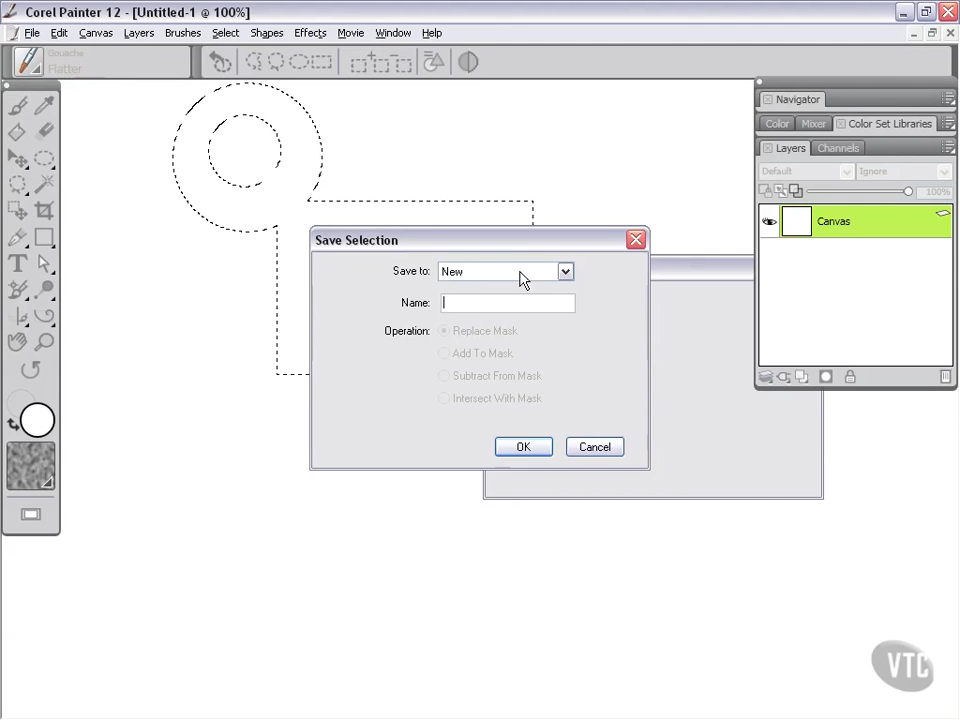 Corel Painter 12 - [Untitled-1 @ 100%]
File Edit Canvas Layers Brushes Select Shapes Effects Movie Window Help
Gouache
Flatter
Navigator
Color Mixer Color Set Libraries
Layers Channels
Default Ignore
100%
Canvas
Save Selection
Save to: New
Name:
Operation: Replace Mask
Add To Mask
Subtract From Mask
Intersect With Mask
OK Cancel
T
VTC